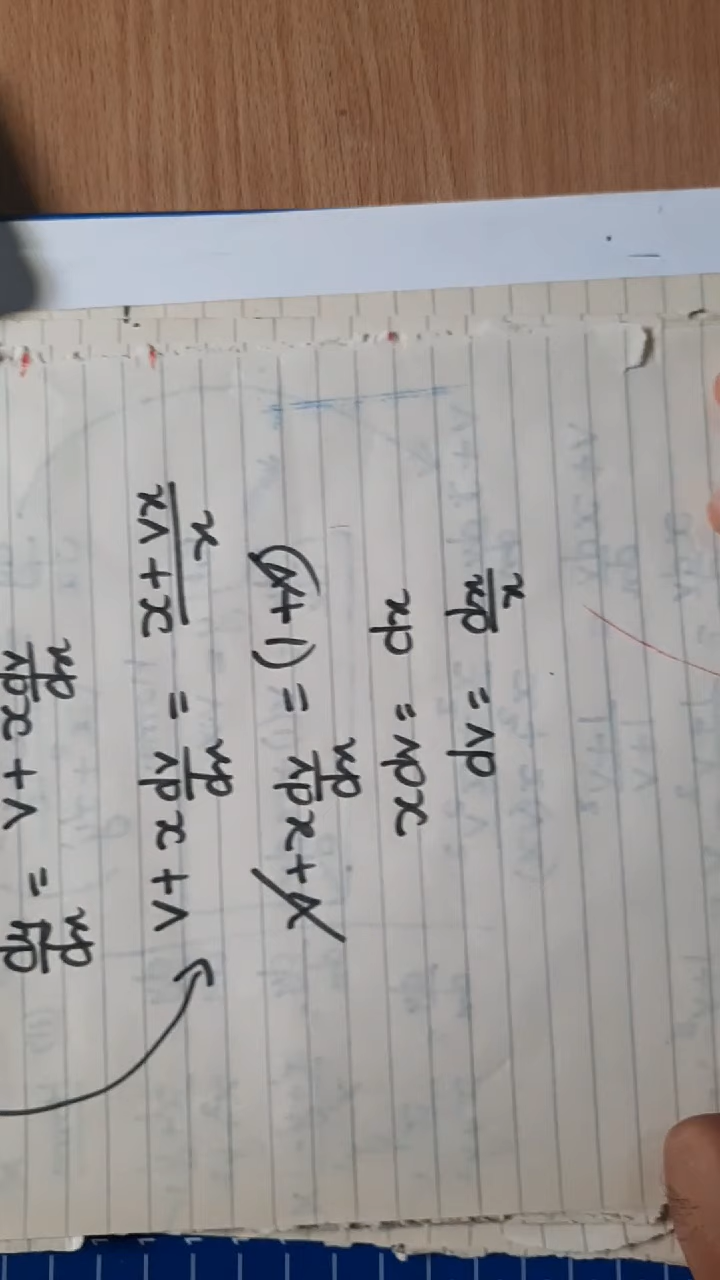 dy/dx = v + x dv/dx
v + x dv/dx = x + vx / x
v + x dv/dx = (1 + v)
x dv = dx
dv = dx/x